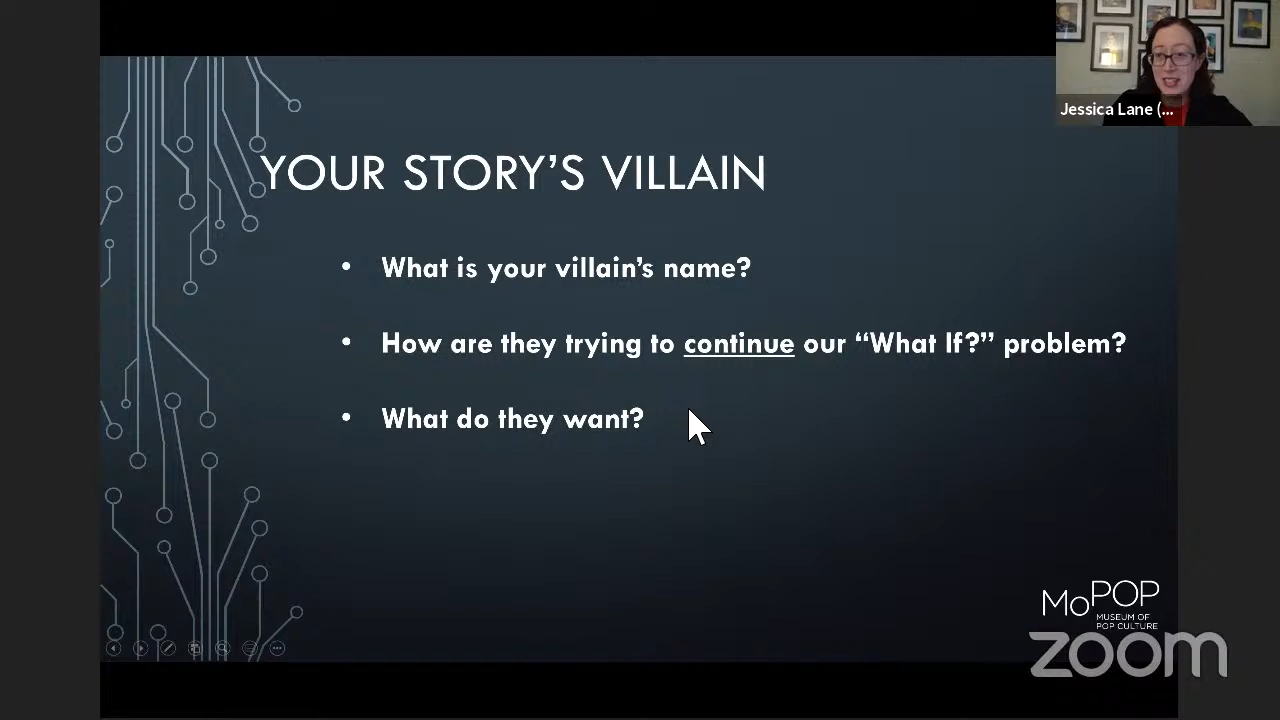 Jessica Lane (...
YOUR STORY'S VILLAIN
• What is your villain's name?
• How are they trying to continue our “What If?” problem?
• What do they want?
MoPOP
MUSEUM OF
POP CULTURE
zoom